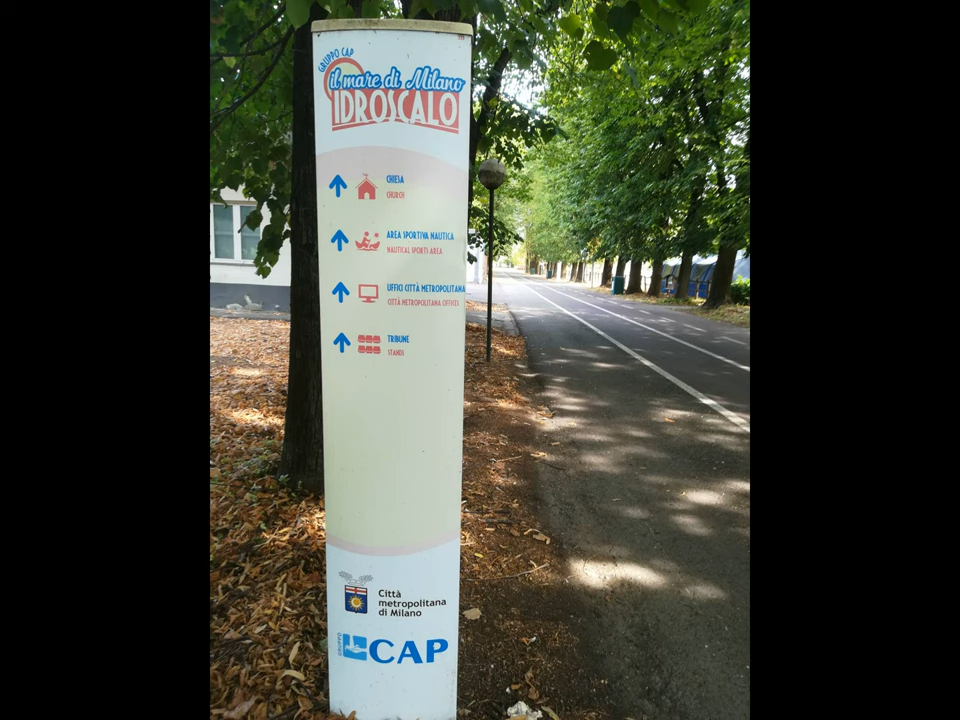 GRUPPO CAP
il mare di Milano
IDROSCALO
CHIESA
CHURCH
AREA SPORTIVA NAUTICA
NAUTICAL SPORTS AREA
UFFICI CITTÀ METROPOLITANA
CITTÀ METROPOLITANA OFFICES
TRIBUNE
STANDS
Città
metropolitana
di Milano
GRUPPO
CAP